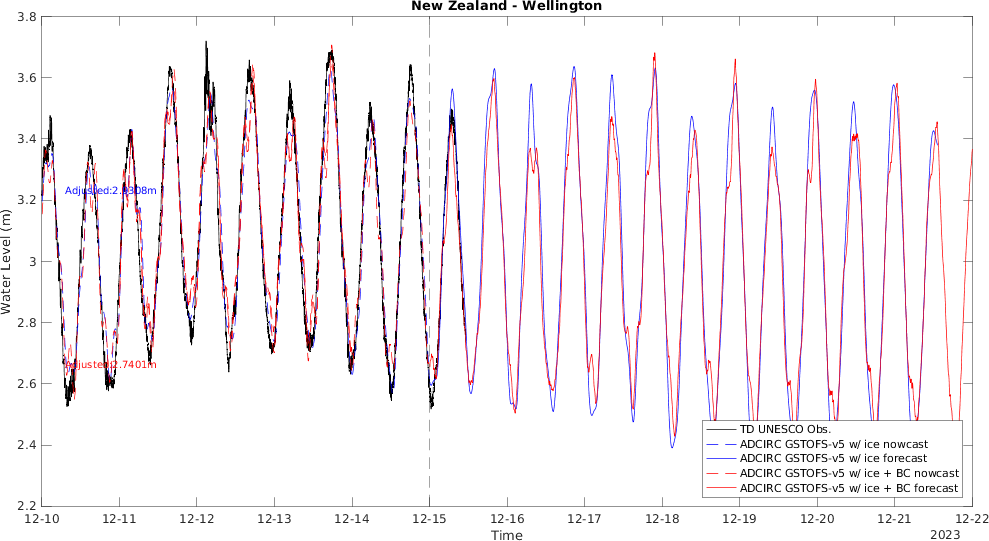 New Zealand - Wellington
3.8
3.6
3.4
3.2
3
2.8
2.6
2.4
2.2
Water Level (m)
Adjusted:2.7401m
TD UNESCO Obs.
ADCIRC GSTOFS-v5 w/ ice nowcast
ADCIRC GSTOFS-v5 w/ ice forecast
ADCIRC GSTOFS-v5 w/ ice + BC nowcast
ADCIRC GSTOFS-v5 w/ ice + BC forecast
12-10 12-11 12-12 12-13 12-14 12-15 12-16 12-17 12-18 12-19 12-20 12-21 12-22
Time
2023